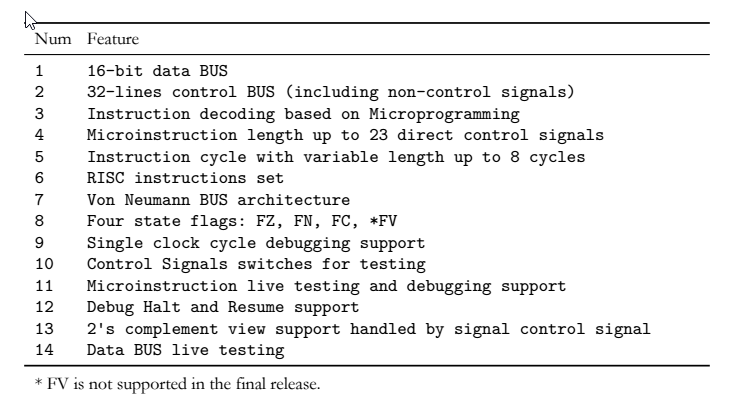 Num Feature
1 16-bit data BUS
2 32-lines control BUS (including non-control signals)
3 Instruction decoding based on Microprogramming
4 Microinstruction length up to 23 direct control signals
5 Instruction cycle with variable length up to 8 cycles
6 RISC instructions set
7 Von Neumann BUS architecture
8 Four state flags: FZ, FN, FC, *FV
9 Single clock cycle debugging support
10 Control Signals switches for testing
11 Microinstruction live testing and debugging support
12 Debug Halt and Resume support
13 2's complement view support handled by signal control signal
14 Data BUS live testing
* FV is not supported in the final release.